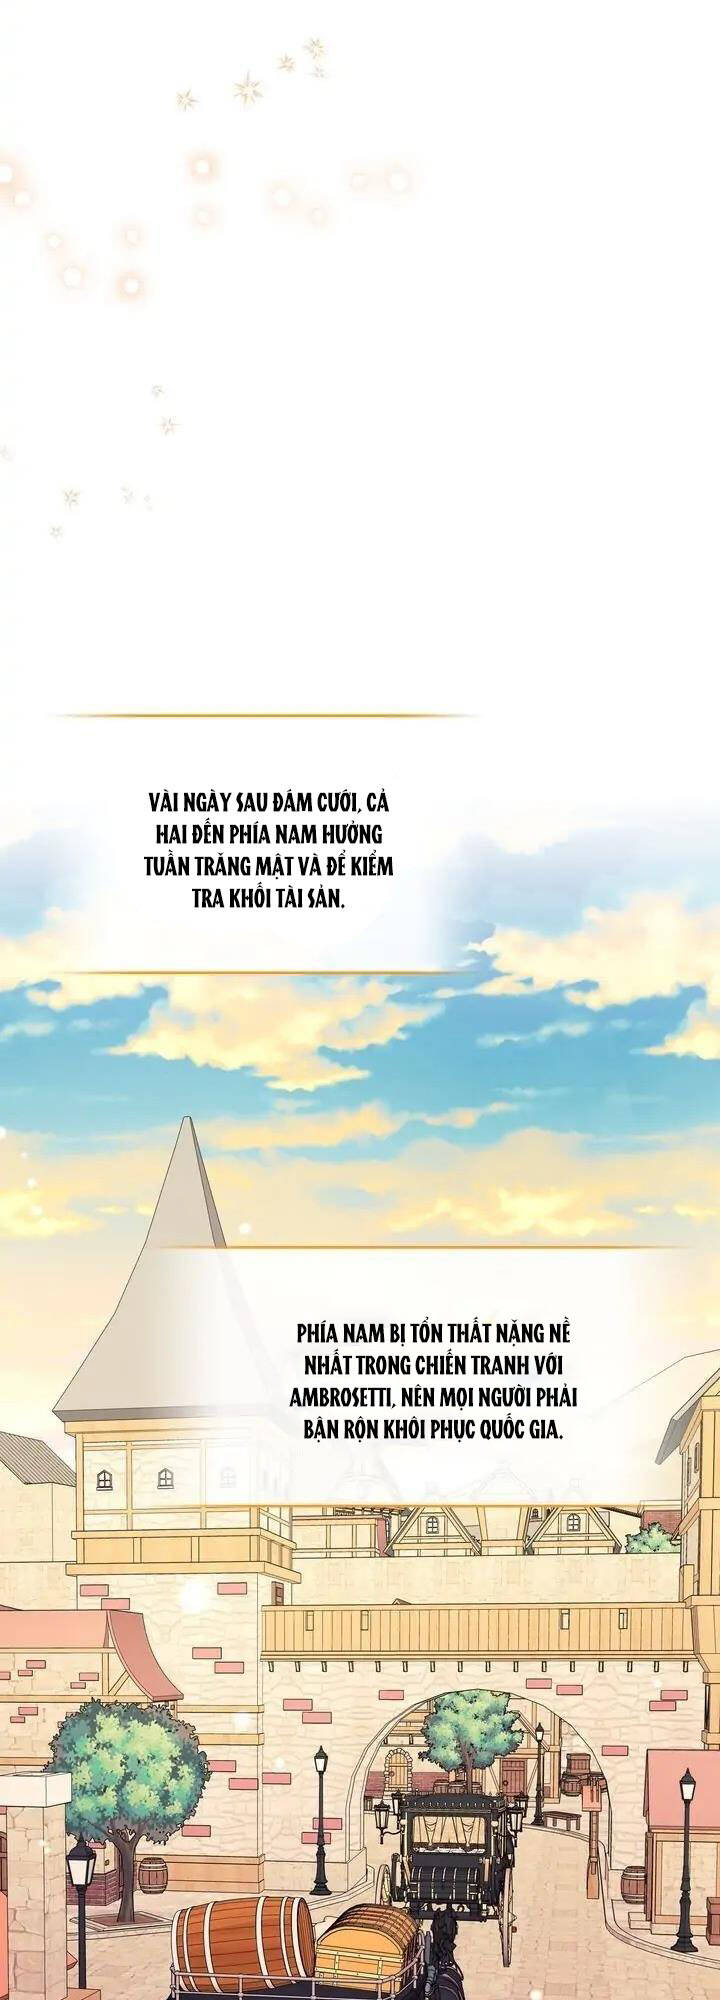 VÀI NGÀY SAU ĐÁM CƯỚI, CẢ
HAI ĐẾN PHÍA NAM HƯỞNG
TUẦN TRĂNG MẬT VÀ ĐỂ KIỂM
TRA KHỐI TÀI SẢN.
PHÍA NAM BỊ TỔN THẤT NẶNG NỀ
NHẤT TRONG CHIẾN TRANH VỚI
AMBROSETTI, NÊN MỌI NGƯỜI PHẢI
BẬN RỘN KHÔI PHỤC QUỐC GIA.